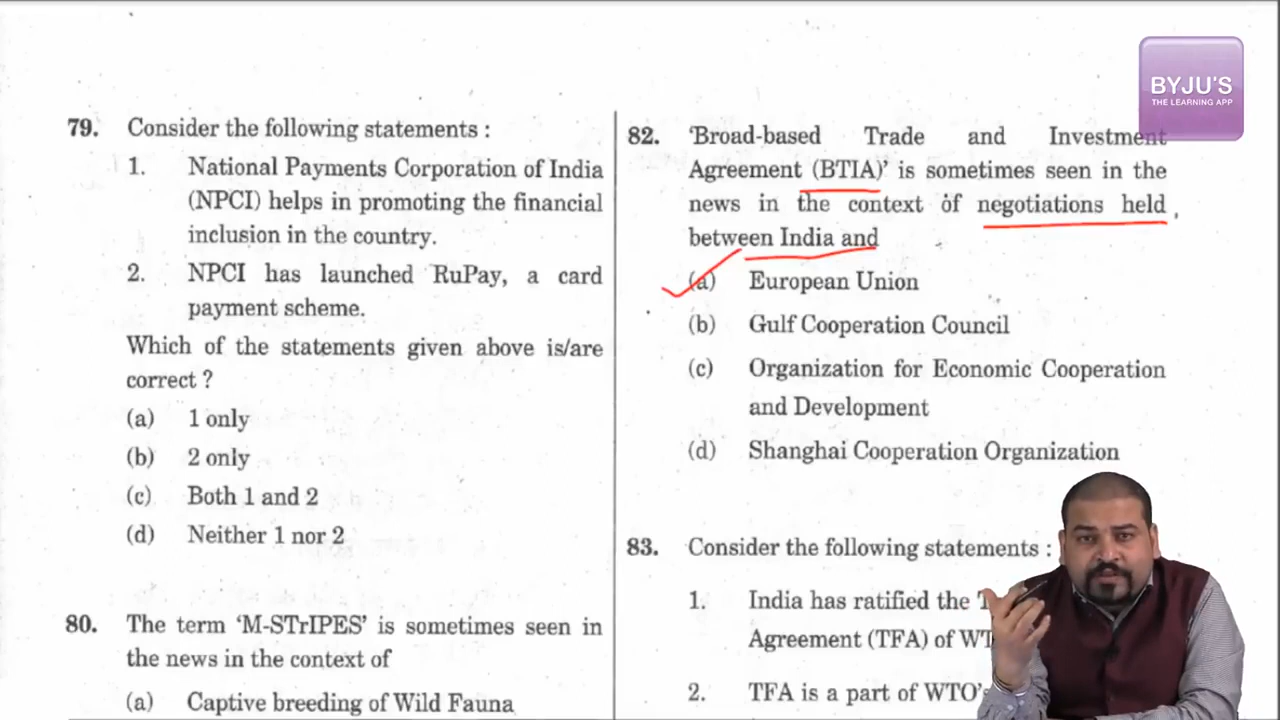 BYJU'S
THE LEARNING APP
79. Consider the following statements :
1. National Payments Corporation of India
(NPCI) helps in promoting the financial
inclusion in the country.
2. NPCI has launched RuPay, a card
payment scheme.
Which of the statements given above is/are
correct ?
(a) 1 only
(b) 2 only
(c) Both 1 and 2
(d) Neither 1 nor 2
80. The term 'M-STrIPES' is sometimes seen in
the news in the context of
(a) Captive breeding of Wild Fauna
82. 'Broad-based Trade and Investment
Agreement (BTIA)' is sometimes seen in the
news in the context of negotiations held
between India and
(a) European Union
(b) Gulf Cooperation Council
(c) Organization for Economic Cooperation
and Development
(d) Shanghai Cooperation Organization
83. Consider the following statements :
1. India has ratified the
Agreement (TFA) of
2. TFA is a part of WTO's